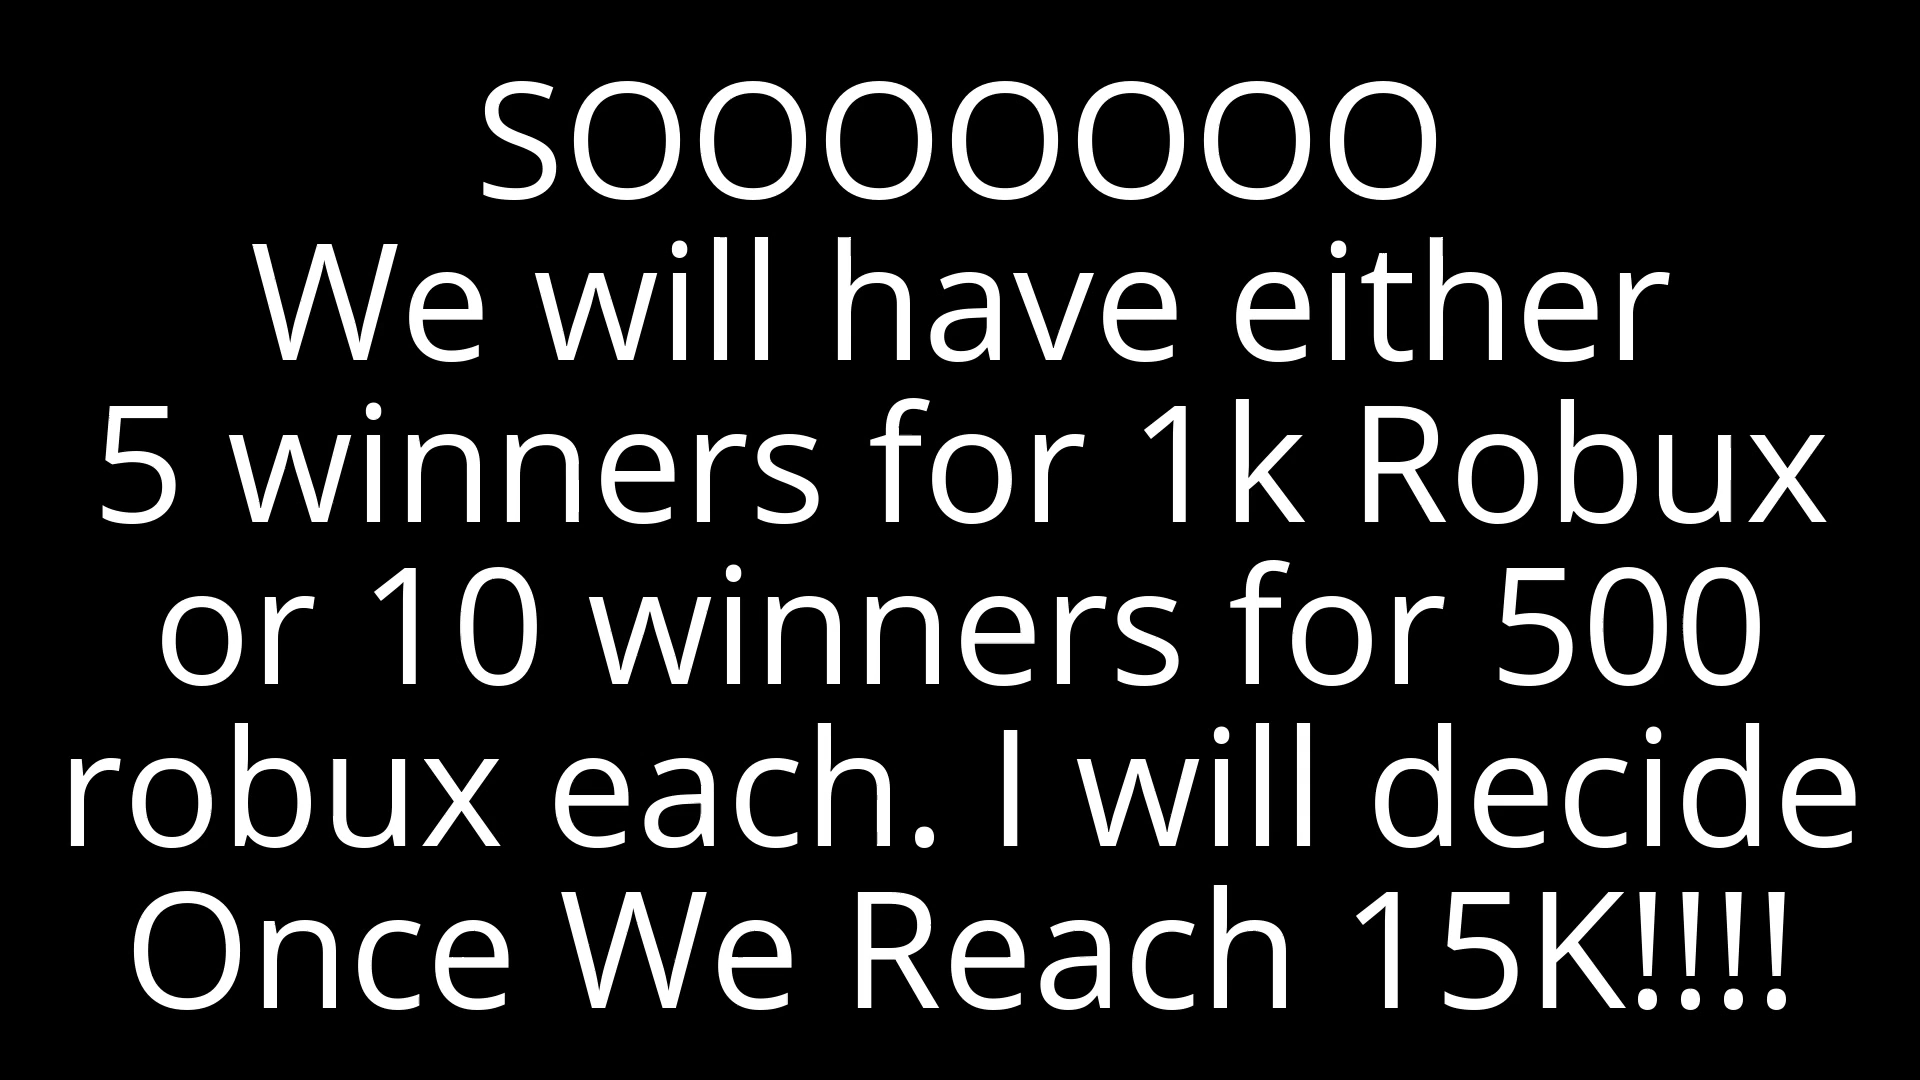 SOOOOOOO
We will have either
5 winners for 1k Robux
or 10 winners for 500
robux each. I will decide
Once We Reach 15K!!!!